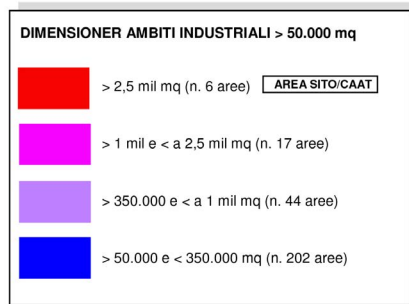 DIMENSIONER AMBITI INDUSTRIALI > 50.000 mq
> 2,5 mil mq (n. 6 aree) AREA SITO/CAAT
> 1 mil e < a 2,5 mil mq (n. 17 aree)
> 350.000 e < a 1 mil mq (n. 44 aree)
> 50.000 e < 350.000 mq (n. 202 aree)